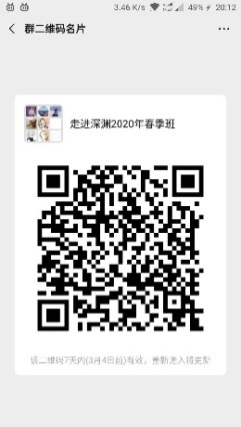 3.46 K/s 49% 20:12
群二维码名片
走进深渊2020年春季班
该二维码7天内(3月4日前)有效，重新进入将更新